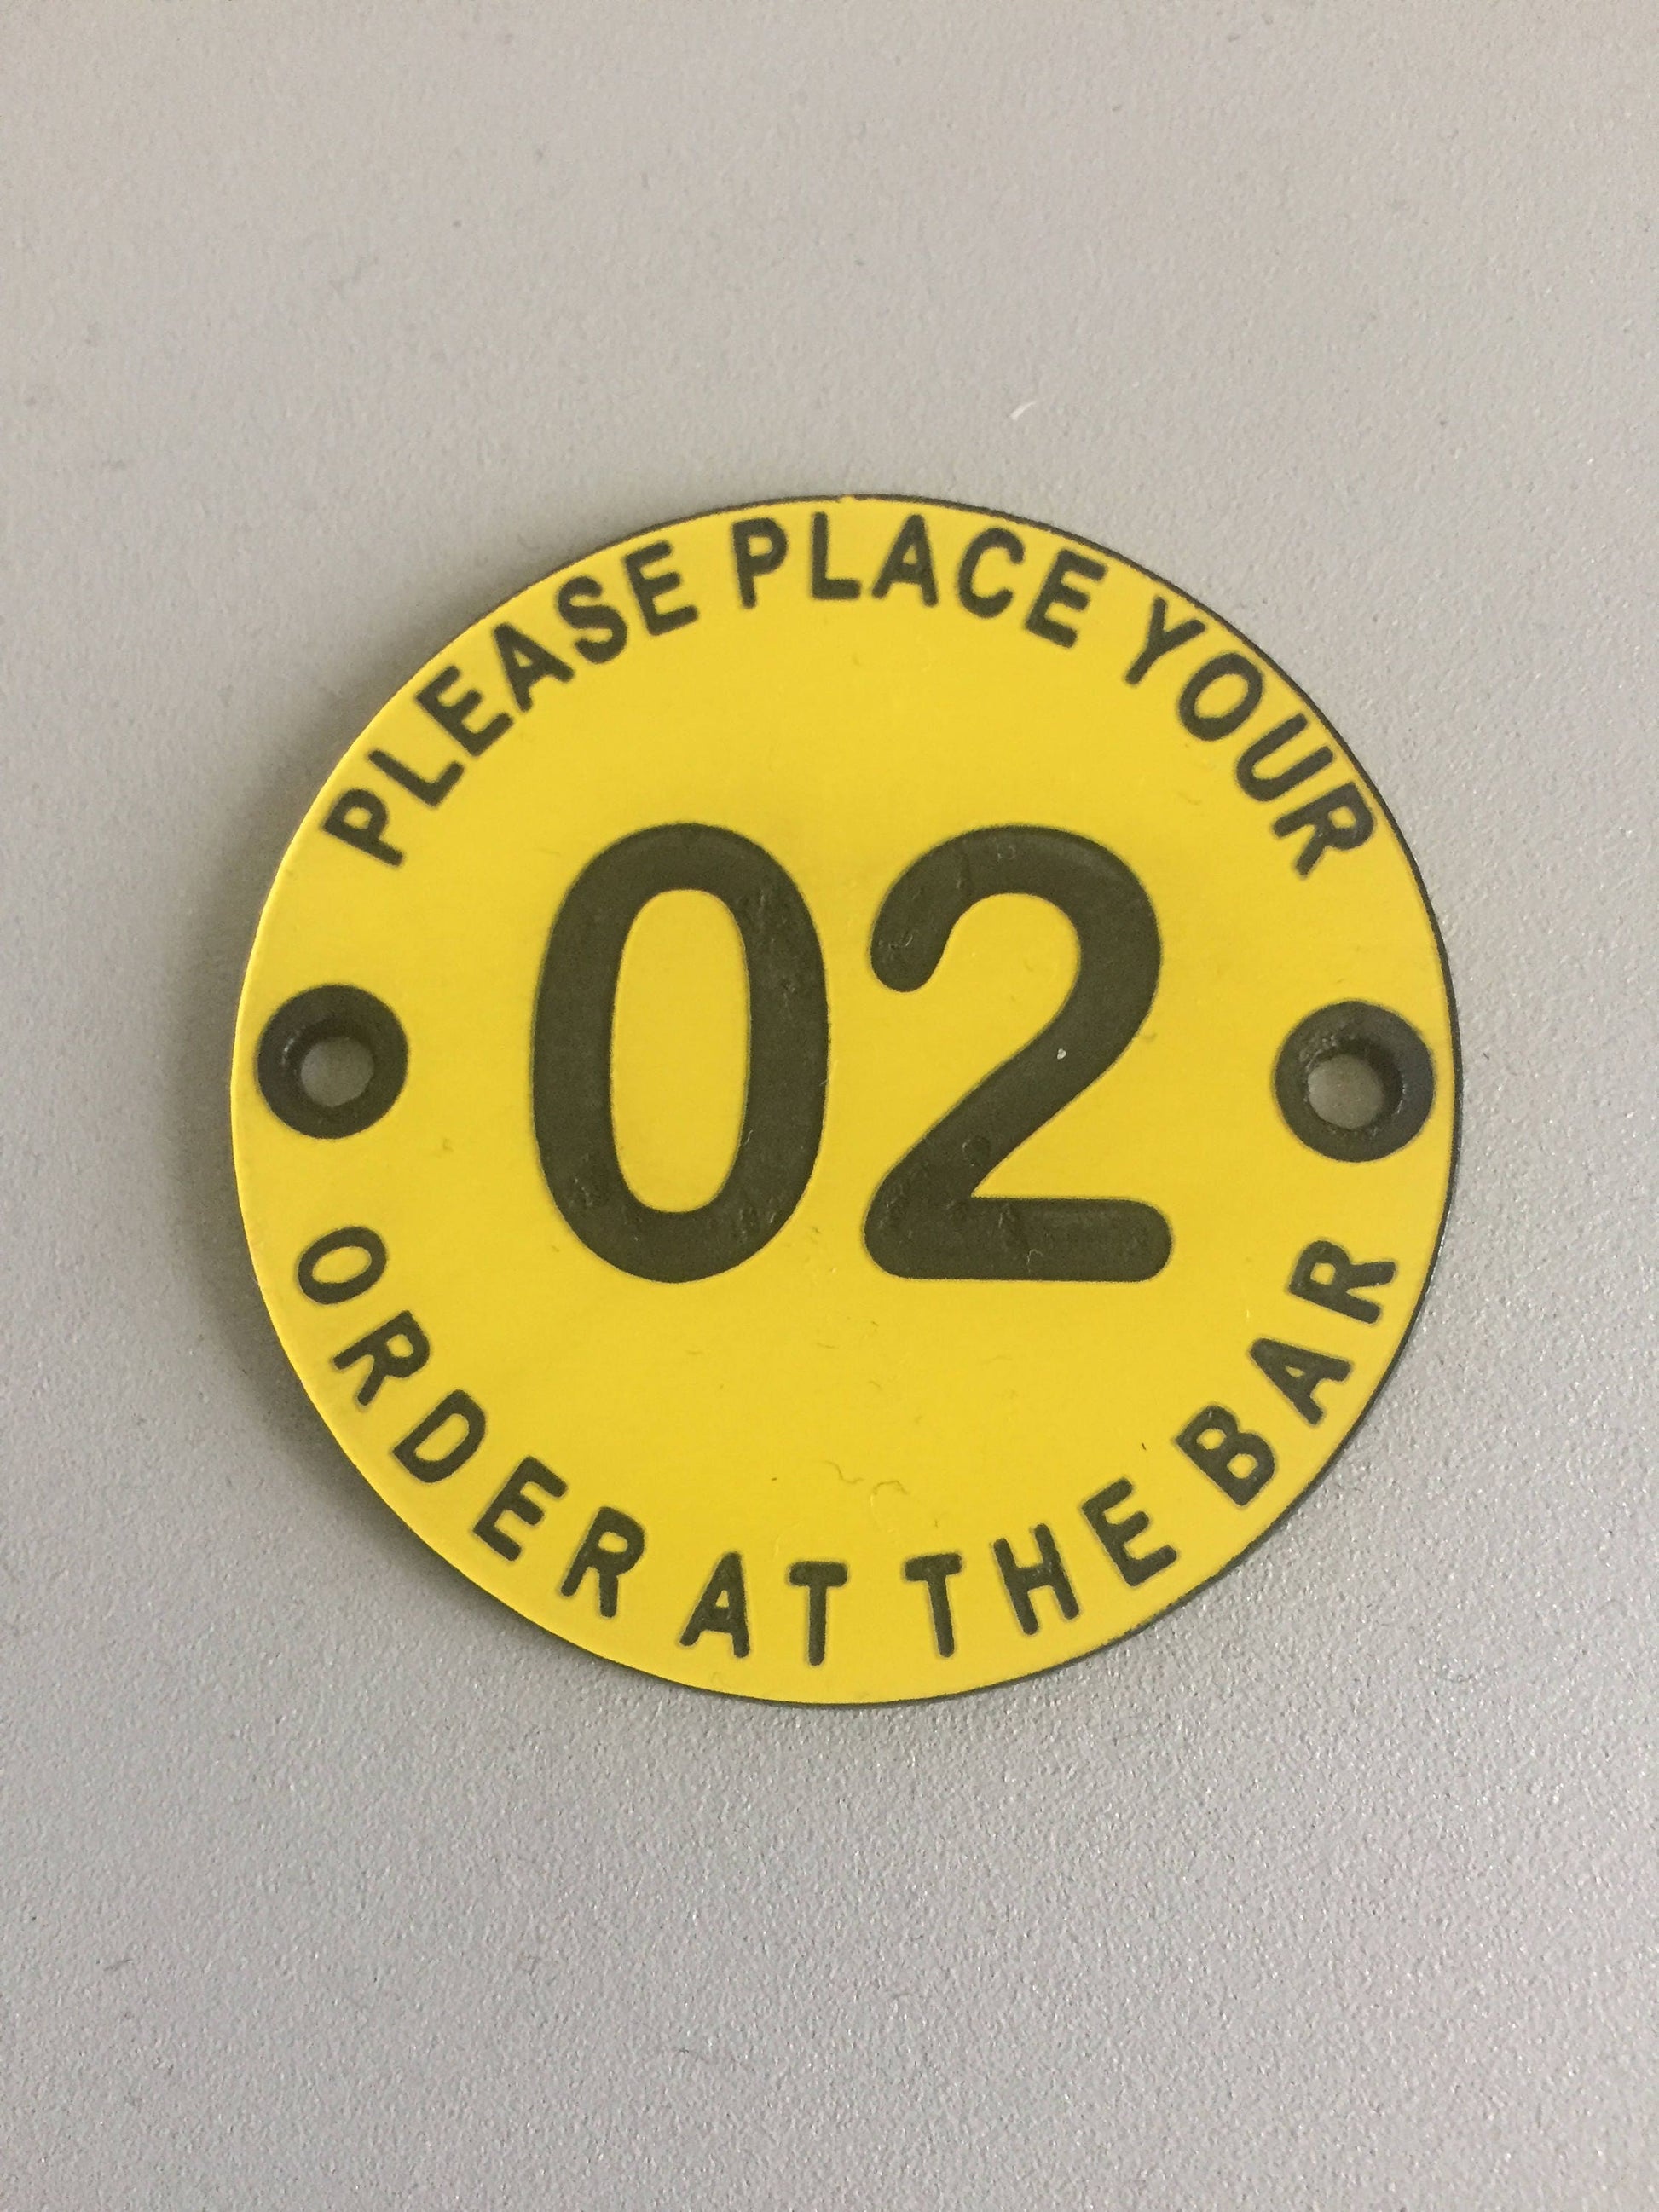 PLEASE PLACE YOUR
02
ORDER AT THE BAR